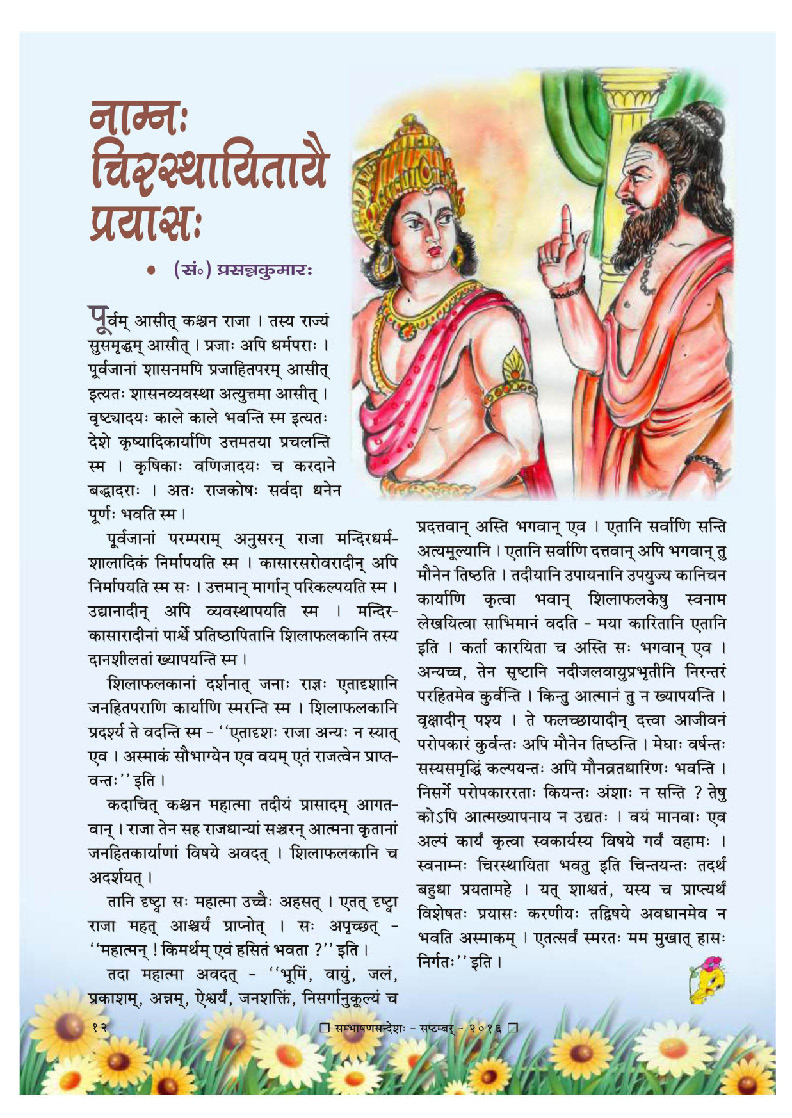 नाम्नः
चिरस्थायितायै
प्रयासः
• (सं॰) प्रसन्नकुमारः
पूर्वम् आसीत् कश्चन राजा । तस्य राज्यं
सुसमृद्धम् आसीत् । प्रजाः अपि धर्मपराः ।
पूर्वजानां शासनमपि प्रजाहितपरम् आसीत्
इत्यतः शासनव्यवस्था अत्युत्तमा आसीत् ।
वृष्ट्यादयः काले काले भवन्ति स्म इत्यतः
देशे कृष्यादिकार्याणि उत्तमतया प्रचलन्ति
स्म । कृषिकाः वणिजादयः च करदाने
बद्धादराः । अतः राजकोषः सर्वदा धनेन
पूर्णः भवति स्म ।
पूर्वजानां परम्पराम् अनुसरन् राजा मन्दिरधर्म-
शालादिकं निर्मापयति स्म । कासारसरोवरादीन् अपि
निर्मापयति स्म सः । उत्तमान् मार्गान् परिकल्पयति स्म ।
उद्यानादीन् अपि व्यवस्थापयति स्म । मन्दिर-
कासारादीनां पार्श्वे प्रतिष्ठापितानि शिलाफलकानि तस्य
दानशीलतां ख्यापयन्ति स्म ।
शिलाफलकानां दर्शनात् जनाः राज्ञः एतादृशानि
जनहितपराणि कार्याणि स्मरन्ति स्म । शिलाफलकानि
प्रदर्श्य ते वदन्ति स्म - ‘‘एतादृशः राजा अन्यः न स्यात्
एव । अस्माकं सौभाग्येन एव वयम् एतं राजत्वेन प्राप्त-
वन्तः’’ इति ।
कदाचित् कश्चन महात्मा तदीयं प्रासादम् आगत-
वान् । राजा तेन सह राजधान्यां सञ्चरन् आत्मना कृतानां
जनहितकार्याणां विषये अवदत् । शिलाफलकानि च
अदर्शयत् ।
तानि दृष्ट्वा सः महात्मा उच्चैः अहसत् । एतत् दृष्ट्वा
राजा महत् आश्चर्यं प्राप्नोत् । सः अपृच्छत् -
‘‘महात्मन् ! किमर्थम् एवं हसितं भवता ?’’ इति ।
तदा महात्मा अवदत् - ‘‘भूमिं, वायुं, जलं,
प्रकाशम्, अन्नम्, ऐश्वर्यं, जनशक्तिं, निसर्गानुकूल्यं च
प्रदत्तवान् अस्ति भगवान् एव । एतानि सर्वाणि सन्ति
अत्यमूल्यानि । एतानि सर्वाणि दत्तवान् अपि भगवान् तु
मौनेन तिष्ठति । तदीयानि उपायनानि उपयुज्य कानिचन
कार्याणि कृत्वा भवान् शिलाफलकेषु स्वनाम
लेखयित्वा साभिमानं वदति - मया कारितानि एतानि
इति । कर्ता कारयिता च अस्ति सः भगवान् एव ।
अन्यच्च, तेन सृष्टानि नदीजलवायुप्रभृतीनि निरन्तरं
परहितमेव कुर्वन्ति । किन्तु आत्मानं तु न ख्यापयन्ति ।
वृक्षादीन् पश्य । ते फलच्छायादीन् दत्त्वा आजीवनं
परोपकारं कुर्वन्तः अपि मौनेन तिष्ठन्ति । मेघाः वर्षन्तः
सस्यसमृद्धिं कल्पयन्तः अपि मौनव्रतधारिणः भवन्ति ।
निसर्गे परोपकाररताः कियन्तः अंशाः न सन्ति ? तेषु
कोऽपि आत्मख्यापनाय न उद्यतः । वयं मानवाः एव
अल्पं कार्यं कृत्वा स्वकार्यस्य विषये गर्वं वहामः ।
स्वनाम्नः चिरस्थायिता भवतु इति चिन्तयन्तः तदर्थं
बहुधा प्रयतामहे । यत् शाश्वतं, यस्य च प्राप्त्यर्थं
विशेषतः प्रयासः करणीयः तद्विषये अवधानमेव न
भवति अस्माकम् । एतत्सर्वं स्मरतः मम मुखात् हासः
निर्गतः’’ इति ।
१२
❒ सम्भाषणसन्देशः - सप्टम्बर् - २०१६ ❒